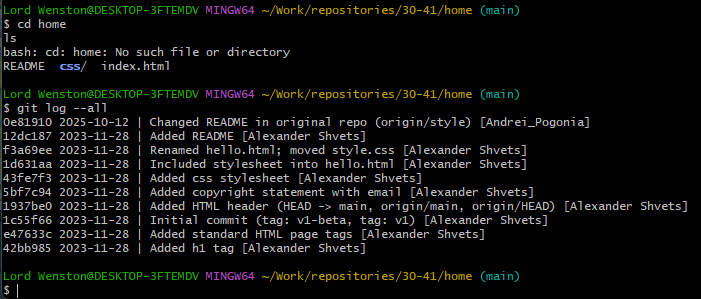 Lord Wenston@DESKTOP-3FTEMDV MINGW64 ~/Work/repositories/30-41/home (main)
$ cd home
ls
bash: cd: home: No such file or directory
README  css/  index.html
Lord Wenston@DESKTOP-3FTEMDV MINGW64 ~/Work/repositories/30-41/home (main)
$ git log --all
0e81910 2025-10-12 | Changed README in original repo (origin/style) [Andrei_Pogonia]
12dc187 2023-11-28 | Added README [Alexander Shvets]
f3a69ee 2023-11-28 | Renamed hello.html; moved style.css [Alexander Shvets]
1d631aa 2023-11-28 | Included stylesheet into hello.html [Alexander Shvets]
43fe7f3 2023-11-28 | Added css stylesheet [Alexander Shvets]
5bf7c94 2023-11-28 | Added copyright statement with email [Alexander Shvets]
1937be0 2023-11-28 | Added HTML header (HEAD -> main, origin/main, origin/HEAD) [Alexander Shvets]
1c55f66 2023-11-28 | Initial commit (tag: v1-beta, tag: v1) [Alexander Shvets]
e47633c 2023-11-28 | Added standard HTML page tags [Alexander Shvets]
42bb985 2023-11-28 | Added h1 tag [Alexander Shvets]
Lord Wenston@DESKTOP-3FTEMDV MINGW64 ~/Work/repositories/30-41/home (main)
$